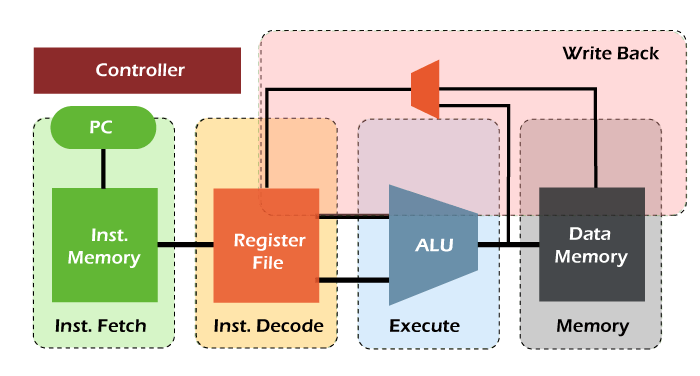 Write Back
Controller
PC
Inst.
Memory
Register
File
ALU
Data
Memory
Inst. Fetch
Inst. Decode
Execute
Memory